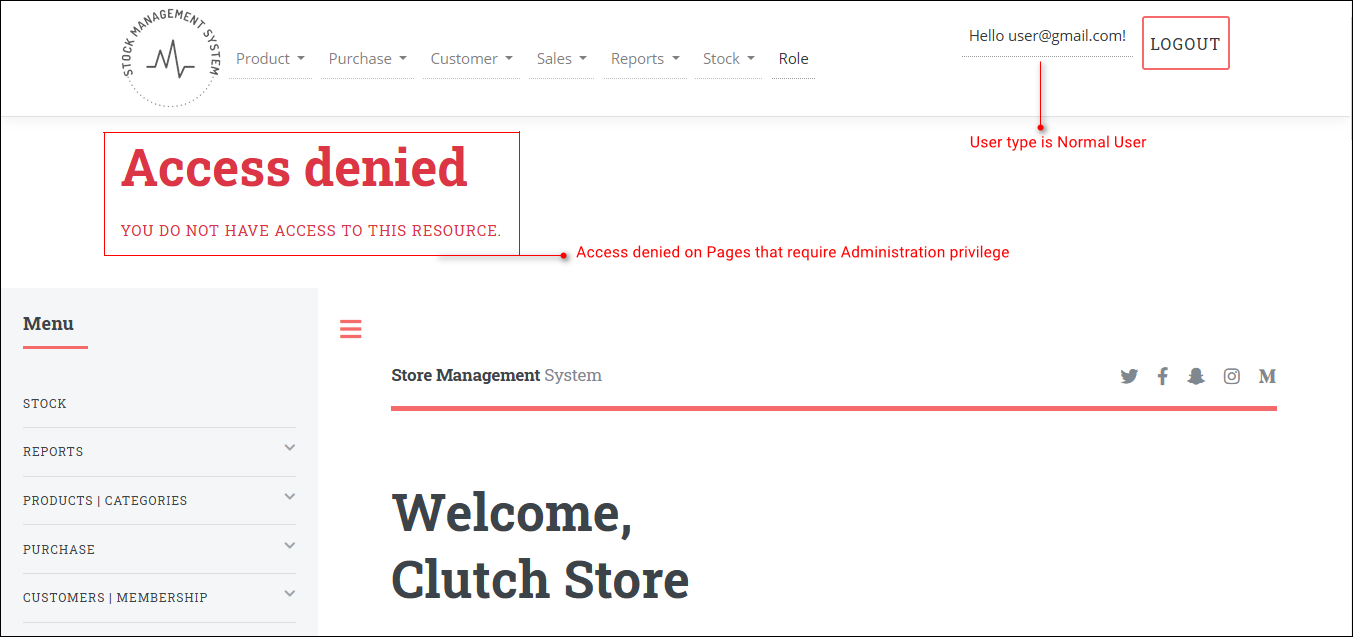 STOCK MANAGEMENT SYSTEM
Product
Purchase
Customer
Sales
Reports
Stock
Role
Hello user@gmail.com!
LOGOUT
User type is Normal User
Access denied
YOU DO NOT HAVE ACCESS TO THIS RESOURCE.
Access denied on Pages that require Administration privilege
Menu
STOCK
REPORTS
PRODUCTS | CATEGORIES
PURCHASE
CUSTOMERS | MEMBERSHIP
Store Management System
Welcome,
Clutch Store